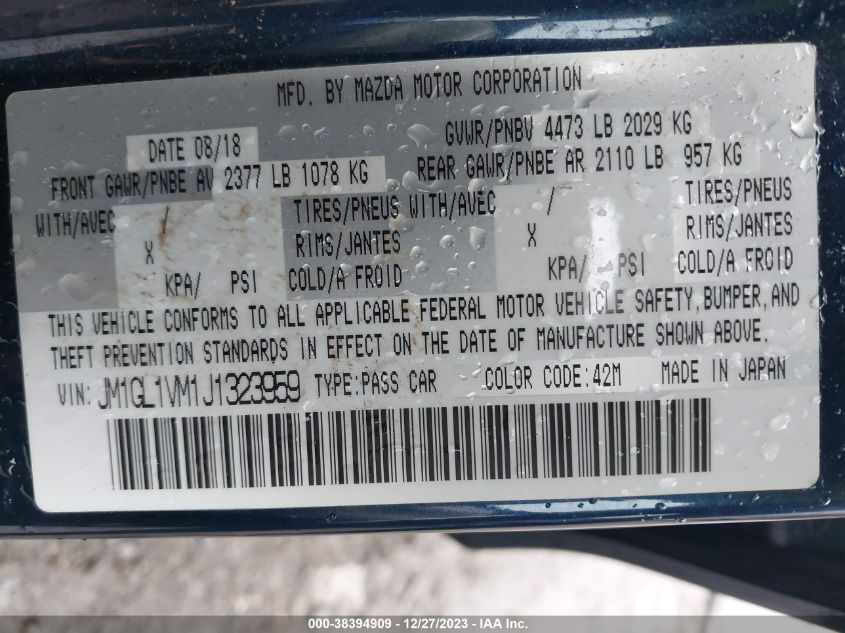 MFD. BY MAZDA MOTOR CORPORATION
DATE 08/18 GVWR/PNBV 4473 LB 2029 KG
FRONT GAWR/PNBE AV 2377 LB 1078 KG REAR GAWR/PNBE AR 2110 LB 957 KG
WITH/AVEC / TIRES/PNEUS WITH/AVEC / TIRES/PNEUS
X RIMS/JANTES X RIMS/JANTES
KPA/ PSI COLD/A FROID KPA/ PSI COLD/A FROID
THIS VEHICLE CONFORMS TO ALL APPLICABLE FEDERAL MOTOR VEHICLE SAFETY, BUMPER, AND
THEFT PREVENTION STANDARDS IN EFFECT ON THE DATE OF MANUFACTURE SHOWN ABOVE.
VIN: JM1GL1VM1J1323959 TYPE:PASS CAR COLOR CODE:42M MADE IN JAPAN
000-38394909 - 12/27/2023 - IAA Inc.